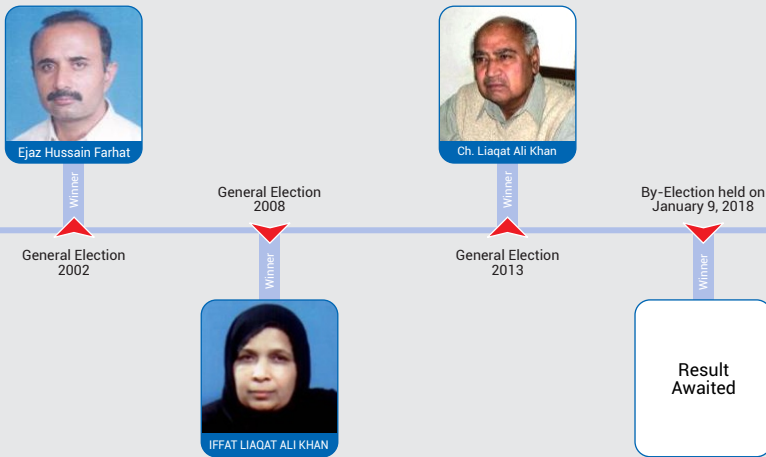 Ejaz Hussain Farhat
Winner
General Election
2002
General Election
2008
Winner
IFFAT LIAQAT ALI KHAN
Ch. Liaqat Ali Khan
Winner
General Election
2013
By-Election held on
January 9, 2018
Winner
Result
Awaited